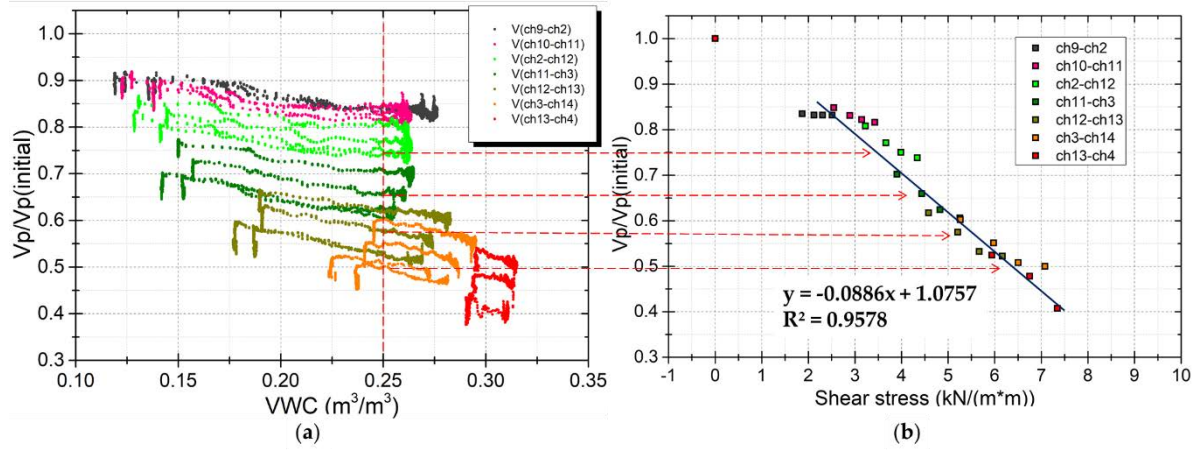 Vp/Vp(initial)
1.0
0.9
0.8
0.7
0.6
0.5
0.4
0.3
0.10
0.15
0.20
0.25
0.30
0.35
VWC (m³/m³)
V(ch9-ch2)
V(ch10-ch11)
V(ch2-ch12)
V(ch11-ch3)
V(ch12-ch13)
V(ch3-ch14)
V(ch13-ch4)
(a)
Vp/Vp(initial)
1.0
0.9
0.8
0.7
0.6
0.5
0.4
0.3
-1
0
1
2
3
4
5
6
7
8
9
10
Shear stress (kN/(m*m))
ch9-ch2
ch10-ch11
ch2-ch12
ch11-ch3
ch12-ch13
ch3-ch14
ch13-ch4
y = -0.0886x + 1.0757
R² = 0.9578
(b)